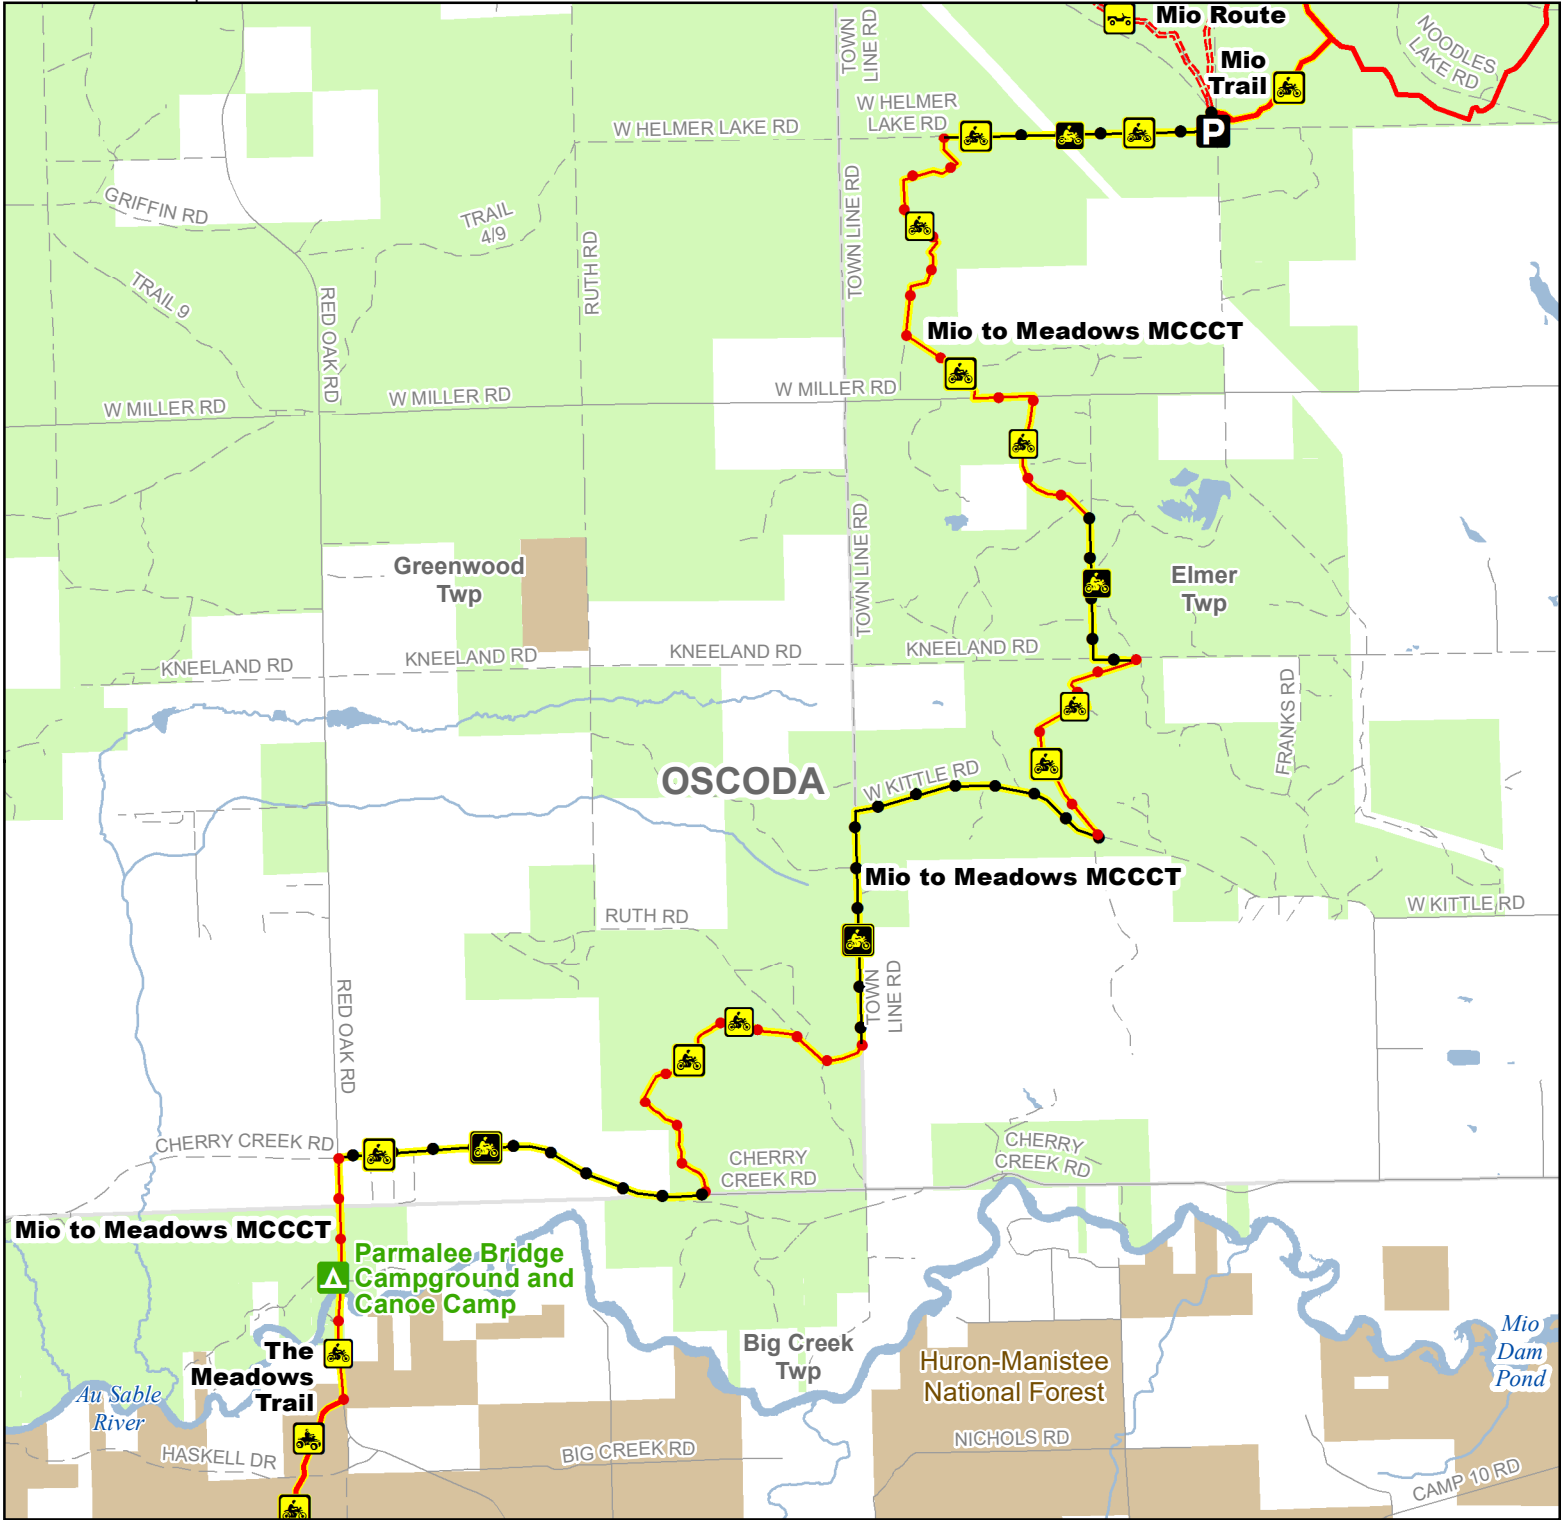 Mio Route
NOODLES
LAKE RD
TOWN
LINE RD
Mio
Trail
P
W HELMER
LAKE RD
W HELMER LAKE RD
GRIFFIN RD
TRAIL
4/9
TOWN LINE RD
RUTH RD
TRAIL 9
RED OAK RD
Mio to Meadows MCCCT
W MILLER RD
W MILLER RD
W MILLER RD
TOWN LINE RD
Greenwood
Twp
Elmer
Twp
KNEELAND RD
KNEELAND RD
KNEELAND RD
KNEELAND RD
FRANKS RD
OSCODA
W KITTLE RD
Mio to Meadows MCCCT
W KITTLE RD
RUTH RD
TOWN
LINE RD
RED OAK RD
CHERRY CREEK RD
CHERRY
CREEK RD
CHERRY
CREEK RD
Mio to Meadows MCCCT
Parmalee Bridge
Campground and
Canoe Camp
The
Meadows
Trail
Big Creek
Twp
Huron-Manistee
National Forest
Mio
Dam
Pond
Au Sable
River
HASKELL DR
BIG CREEK RD
NICHOLS RD
CAMP 10 RD